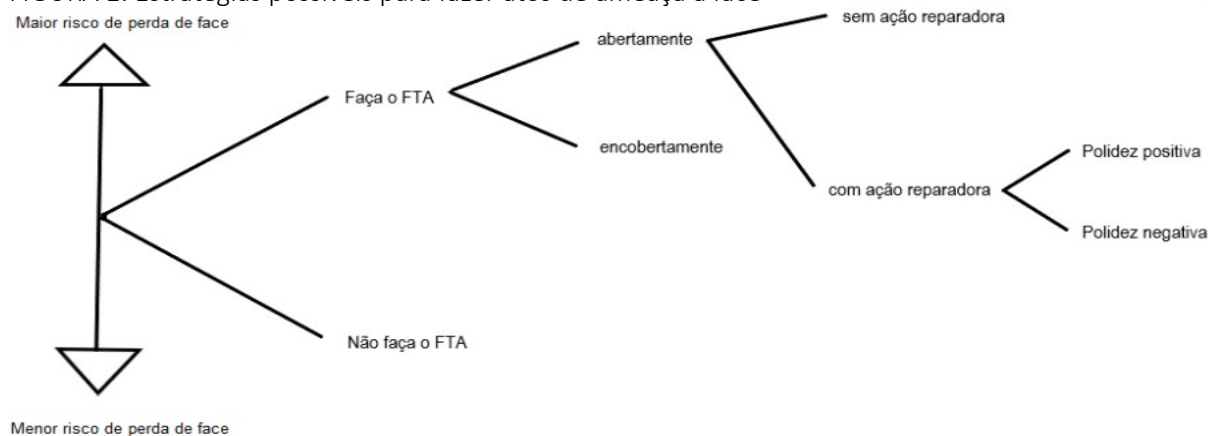 Maior risco de perda de face
sem ação reparadora
abertamente
Faça o FTA
encobertamente
Polidez positiva
com ação reparadora
Polidez negativa
Não faça o FTA
Menor risco de perda de face